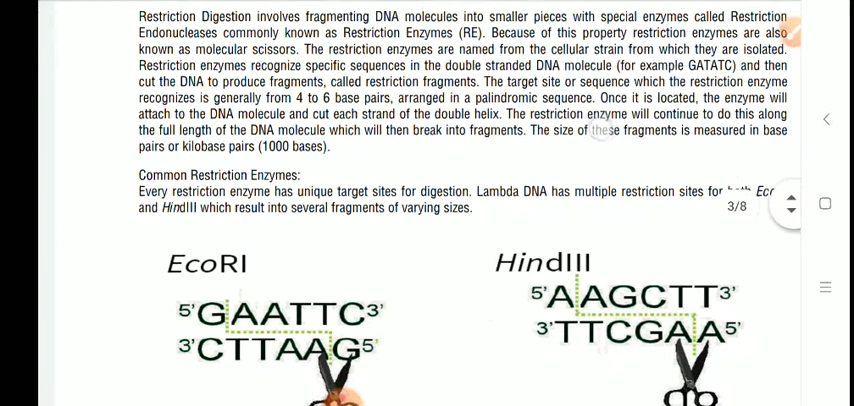 Restriction Digestion involves fragmenting DNA molecules into smaller pieces with special enzymes called Restriction
Endonucleases commonly known as Restriction Enzymes (RE). Because of this property restriction enzymes are also
known as molecular scissors. The restriction enzymes are named from the cellular strain from which they are isolated.
Restriction enzymes recognize specific sequences in the double stranded DNA molecule (for example GATATC) and then
cut the DNA to produce fragments, called restriction fragments. The target site or sequence which the restriction enzyme
recognizes is generally from 4 to 6 base pairs, arranged in a palindromic sequence. Once it is located, the enzyme will
attach to the DNA molecule and cut each strand of the double helix. The restriction enzyme will continue to do this along
the full length of the DNA molecule which will then break into fragments. The size of these fragments is measured in base
pairs or kilobase pairs (1000 bases).
Common Restriction Enzymes:
Every restriction enzyme has unique target sites for digestion. Lambda DNA has multiple restriction sites for
and HindIII which result into several fragments of varying sizes.
3/8
EcoRI
5'GAATTC3'
3'CTTAAG5'
HindIII
5'AAGCTT3'
3'TTCGAA5'